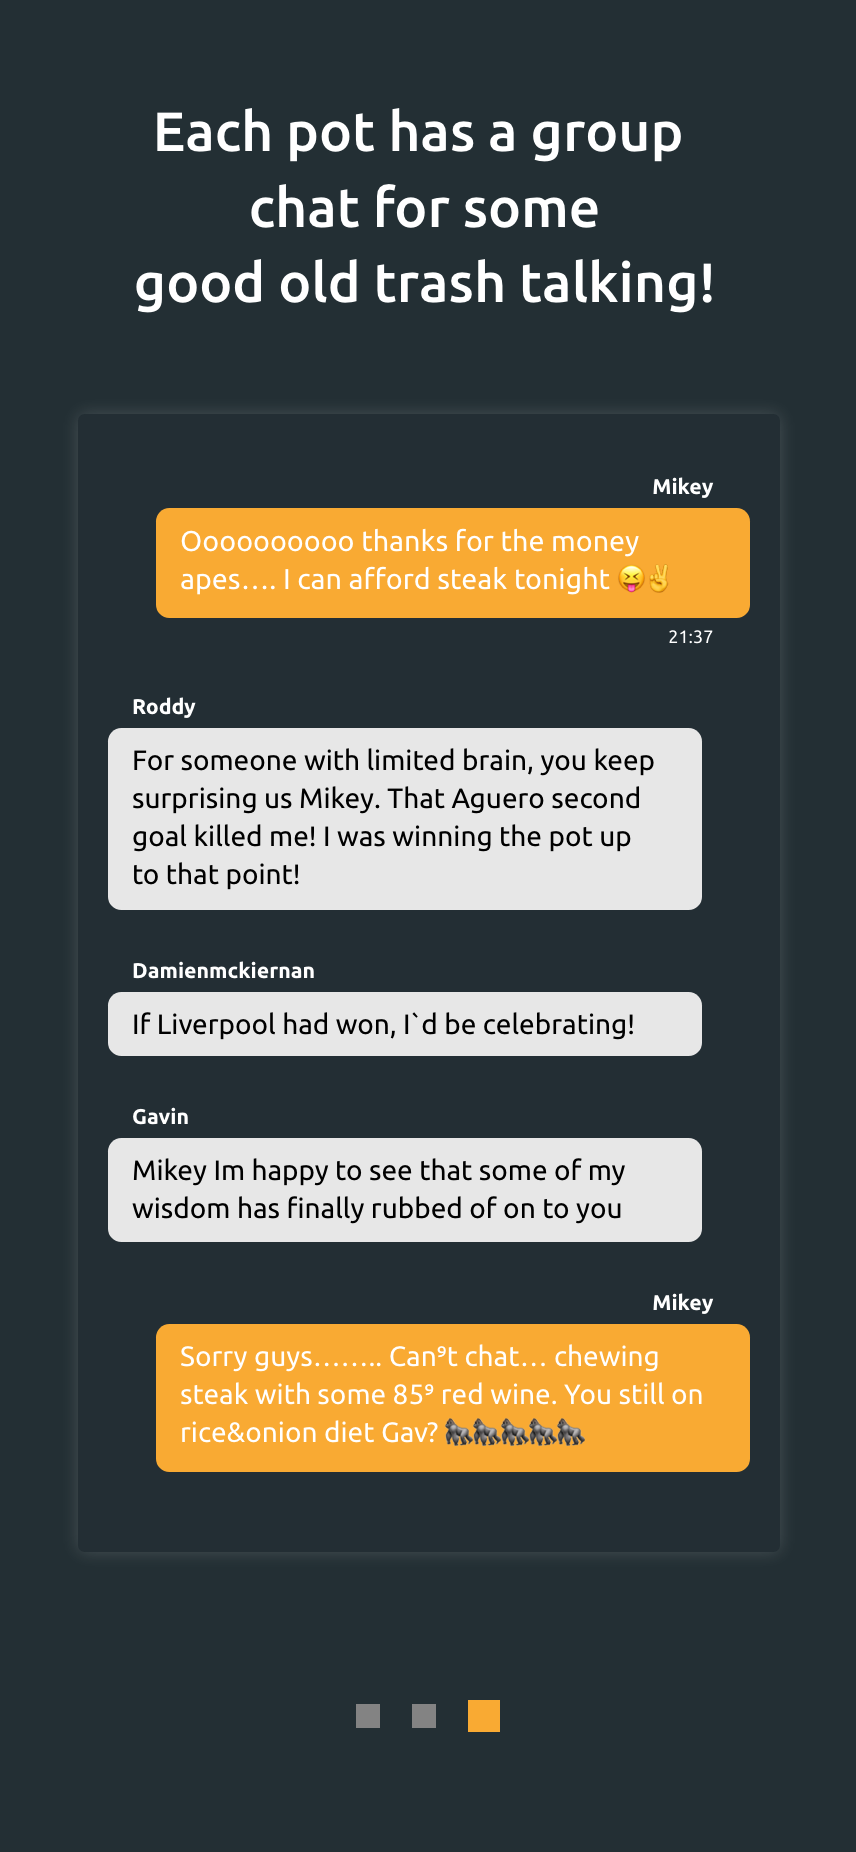 Each pot has a group
chat for some
good old trash talking!
Mikey
Oooooooooo thanks for the money
apes.... I can afford steak tonight 😝✌
21:37
Roddy
For someone with limited brain, you keep
surprising us Mikey. That Aguero second
goal killed me! I was winning the pot up
to that point!
Damienmckiernan
If Liverpool had won, I`d be celebrating!
Gavin
Mikey Im happy to see that some of my
wisdom has finally rubbed of on to you
Mikey
Sorry guys…….. Can⁹t chat… chewing
steak with some 85⁹ red wine. You still on
rice&onion diet Gav? 🦍🦍🦍🦍🦍